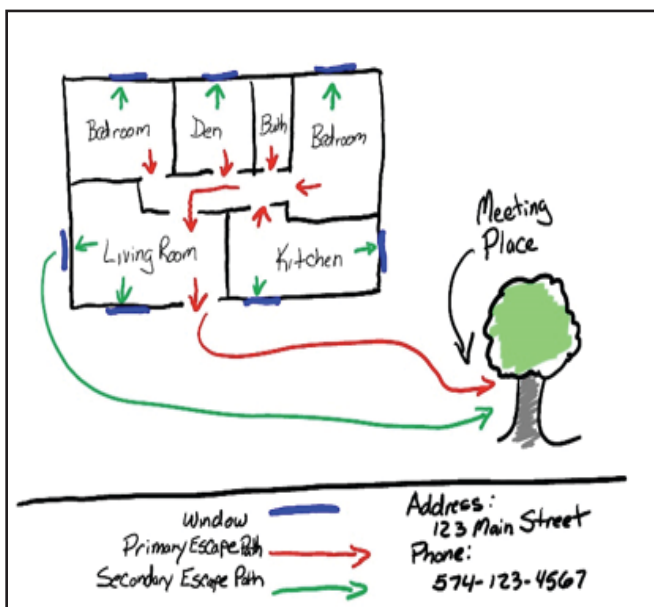 Bedroom
Den
Bath
Bedroom
Living Room
Kitchen
Meeting
Place
Window
Primary Escape Path
Secondary Escape Path
Address:
123 Main Street
Phone:
574-123-4567